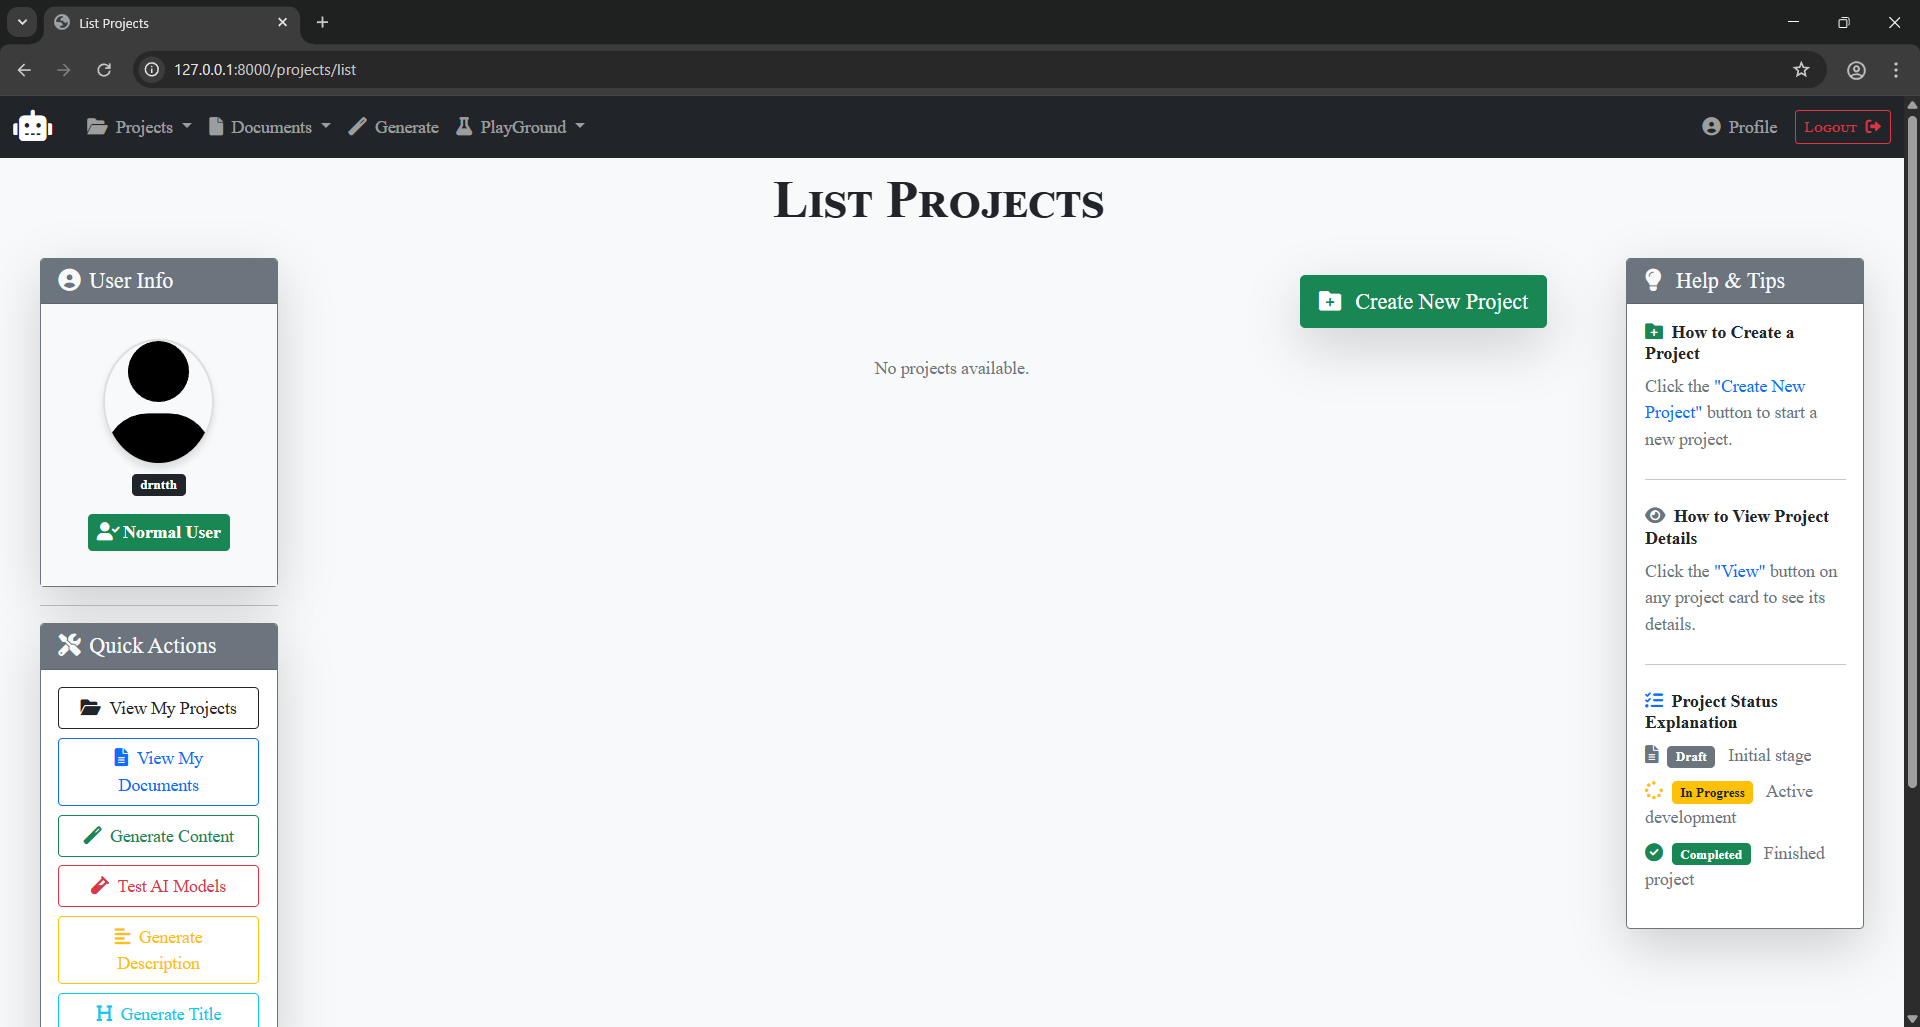 List Projects
127.0.0.1:8000/projects/list
Projects
Documents
Generate
PlayGround
Profile
Logout
List Projects
User Info
drntth
Normal User
Quick Actions
View My Projects
View My
Documents
Generate Content
Test AI Models
Generate
Description
Generate Title
Create New Project
No projects available.
Help & Tips
How to Create a
Project
Click the "Create New
Project" button to start a
new project.
How to View Project
Details
Click the "View" button on
any project card to see its
details.
Project Status
Explanation
Draft Initial stage
In Progress Active
development
Completed Finished
project